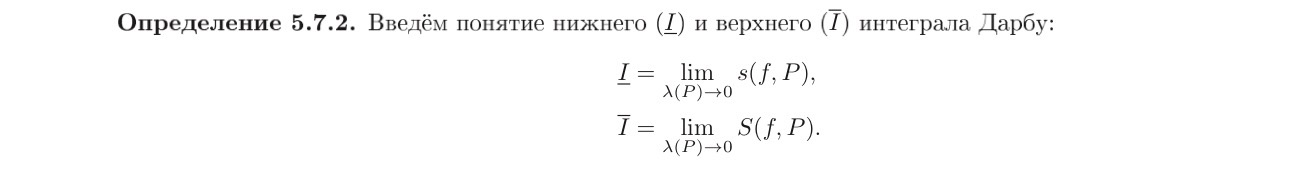 Определение 5.7.2. Введём понятие нижнего (I̲) и верхнего (I̅) интеграла Дарбу:
I̲ = lim s(f, P),
λ(P)→0
I̅ = lim S(f, P).
λ(P)→0